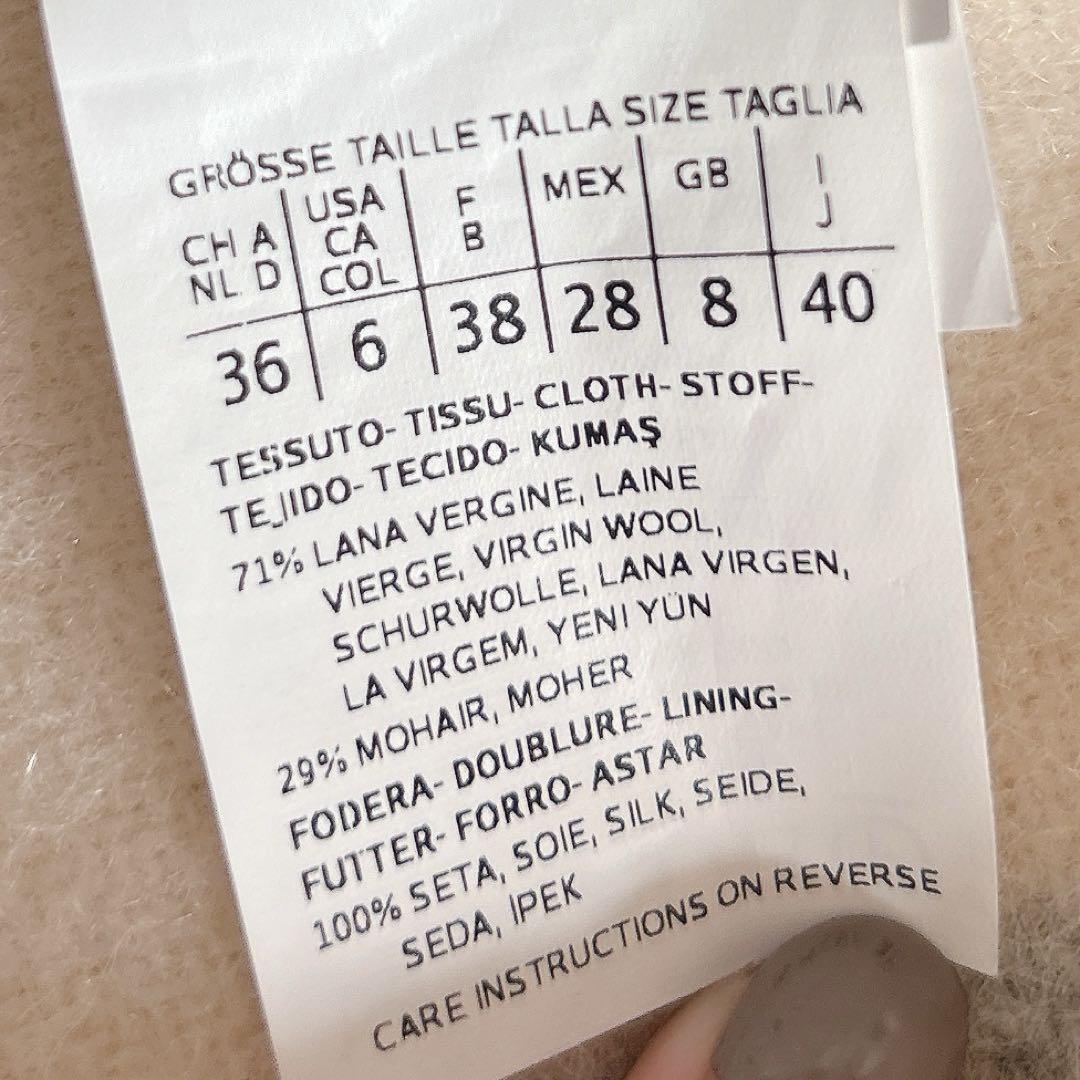 GRÖSSE TAILLE TALLA SIZE TAGLIA
CH A NL D
USA CA COL
F B
MEX
GB
I J
36 6 38 28 8 40
TESSUTO- TISSU- CLOTH- STOFF-
TEJIDO- TECIDO- KUMAŞ
71% LANA VERGINE, LAINE
VIERGE, VIRGIN WOOL,
SCHURWOLLE, LANA VIRGEN,
LA VIRGEM, YENI YÜN
29% MOHAIR, MOHER
FODERA- DOUBLURE- LINING-
FUTTER- FORRO- ASTAR
100% SETA, SOIE, SILK, SEIDE,
SEDA, IPEK
CARE INSTRUCTIONS ON REVERSE